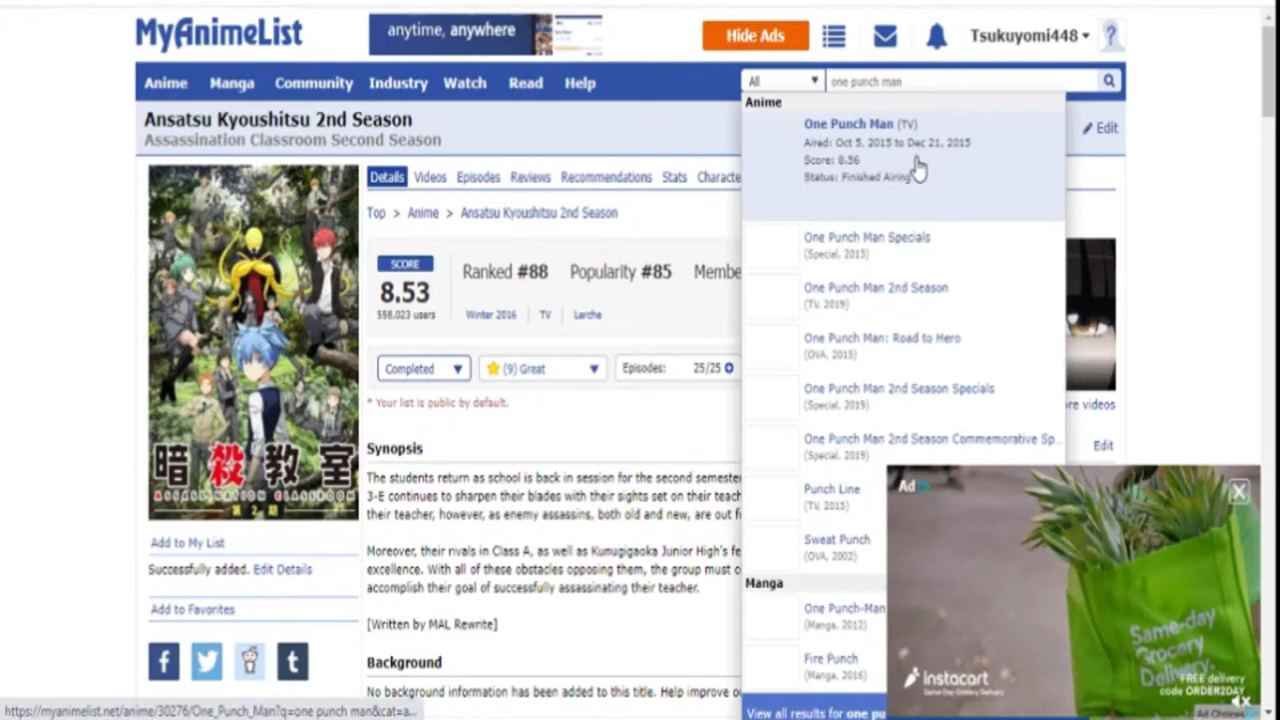 MyAnimeList
anytime, anywhere
Hide Ads
Tsukuyomi448
?
Anime Manga Community Industry Watch Read Help
All
one punch man
Ansatsu Kyoushitsu 2nd Season
Assassination Classroom Second Season
Edit
Anime
One Punch Man (TV)
Aired: Oct 5, 2015 to Dec 21, 2015
Score: 8.56
Status: Finished Airing
One Punch Man Specials
(Special, 2015)
One Punch Man 2nd Season
(TV, 2019)
One Punch Man: Road to Hero
(OVA, 2015)
One Punch Man 2nd Season Specials
(Special, 2019)
One Punch Man 2nd Season Commemorative Sp...
(Special, 2019)
Punch Line
(TV, 2015)
Sweat Punch
(OVA, 2002)
Manga
One Punch-Man
(Manga, 2012)
Fire Punch
(Manga, 2016)
View all results for one pu
Details Videos Episodes Reviews Recommendations Stats Characte
Top > Anime > Ansatsu Kyoushitsu 2nd Season
SCORE
8.53
558,023 users
Ranked #88 Popularity #85 Membe
Winter 2016 TV Lerche
Completed
(9) Great
Episodes: 25/25
* Your list is public by default.
re videos
Edit
Synopsis
The students return as school is back in session for the second semeste
3-E continues to sharpen their blades with their sights set on their teach
their teacher, however, as enemy assassins, both old and new, are out f
Moreover, their rivals in Class A, as well as Kunugigaoka Junior High's fe
excellence. With all of these obstacles opposing them, the group must c
accomplish their goal of successfully assassinating their teacher.
[Written by MAL Rewrite]
Background
No background information has been added to this title. Help improve o
暗殺教室
ASSASSINATION CLASSROOM
第2期
Add to My List
Successfully added. Edit Details
Add to Favorites
f
t
Ad
X
Same-day
Grocery
Delivery.
instacart
Same-Day Grocery Delivery
FREE delivery
code ORDER2DAY
Ad Choices
https://myanimelist.net/anime/30276/One_Punch_Man?q=one punch man&cat=a...